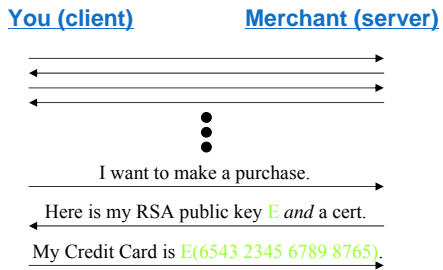 You (client) Merchant (server)
I want to make a purchase.
Here is my RSA public key E and a cert.
My Credit Card is E(6543 2345 6789 8765).